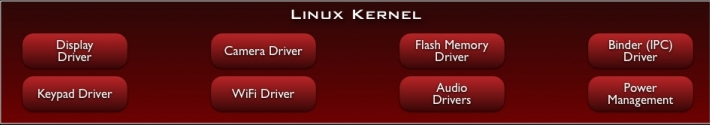 Linux Kernel
Display
Driver
Camera Driver
Flash Memory
Driver
Binder (IPC)
Driver
Keypad Driver
WiFi Driver
Audio
Drivers
Power
Management